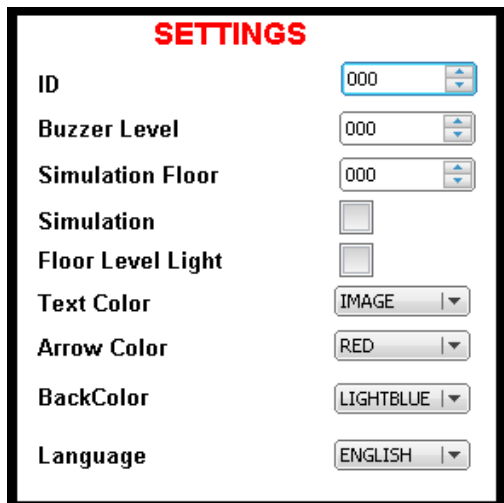 SETTINGS
ID 000
Buzzer Level 000
Simulation Floor 000
Simulation
Floor Level Light
Text Color IMAGE
Arrow Color RED
BackColor LIGHTBLUE
Language ENGLISH